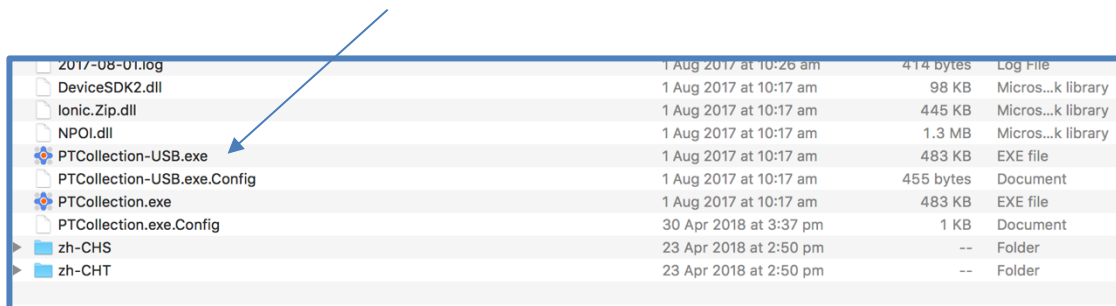 2017-08-01.log 1 Aug 2017 at 10:26 am 414 bytes Log File
DeviceSDK2.dll 1 Aug 2017 at 10:17 am 98 KB Micros...k library
Ionic.Zip.dll 1 Aug 2017 at 10:17 am 445 KB Micros...k library
NPOI.dll 1 Aug 2017 at 10:17 am 1.3 MB Micros...k library
PTCollection-USB.exe 1 Aug 2017 at 10:17 am 483 KB EXE file
PTCollection-USB.exe.Config 1 Aug 2017 at 10:17 am 455 bytes Document
PTCollection.exe 1 Aug 2017 at 10:17 am 483 KB EXE file
PTCollection.exe.Config 30 Apr 2018 at 3:37 pm 1 KB Document
zh-CHS 23 Apr 2018 at 2:50 pm -- Folder
zh-CHT 23 Apr 2018 at 2:50 pm -- Folder